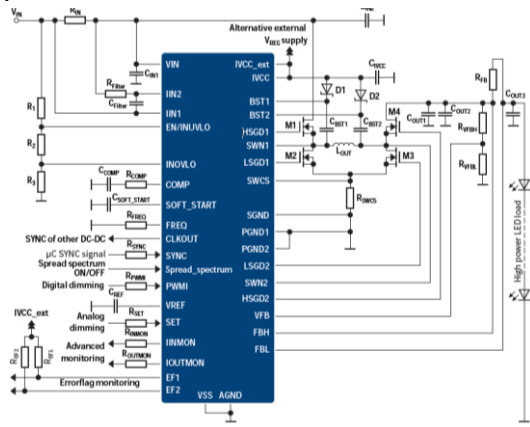 VIN
RIN
CIN2
Alternative external
VREG supply
CIN1
VIN
IVCC_ext
IVCC
CIVCC
RFilter
IIN2
CFilter
IIN1
D1
D2
RFB
BST1
BST2
R1
EN/INUVLO
M1
CBST1
CBST2
M4
COUT1
COUT2
COUT3
HSGD1
SWN1
LOUT
RVFBH
R2
LSGD1
M2
M3
INOVLO
RVFBL
R3
CCOMP
RCOMP
COMP
SWCS
RSWCS
CSOFT_START
SOFT_START
SGND
RFREQ
FREQ
PGND1
SYNC of other DC-DC
CLKOUT
PGND2
µC SYNC signal
RSYNC
SYNC
LSGD2
Spread spectrum
ON/OFF
Spread_spectrum
SWN2
Digital dimming
RPWMI
PWMI
HSGD2
CREF
VREF
High power LED load
IVCC_ext
Analog
dimming
RSET
SET
VFB
FBH
REF2
REF1
Advanced
monitoring
RINMON
IINMON
FBL
ROUTMON
IOUTMON
EF1
Errorflag monitoring
EF2
VSS AGND